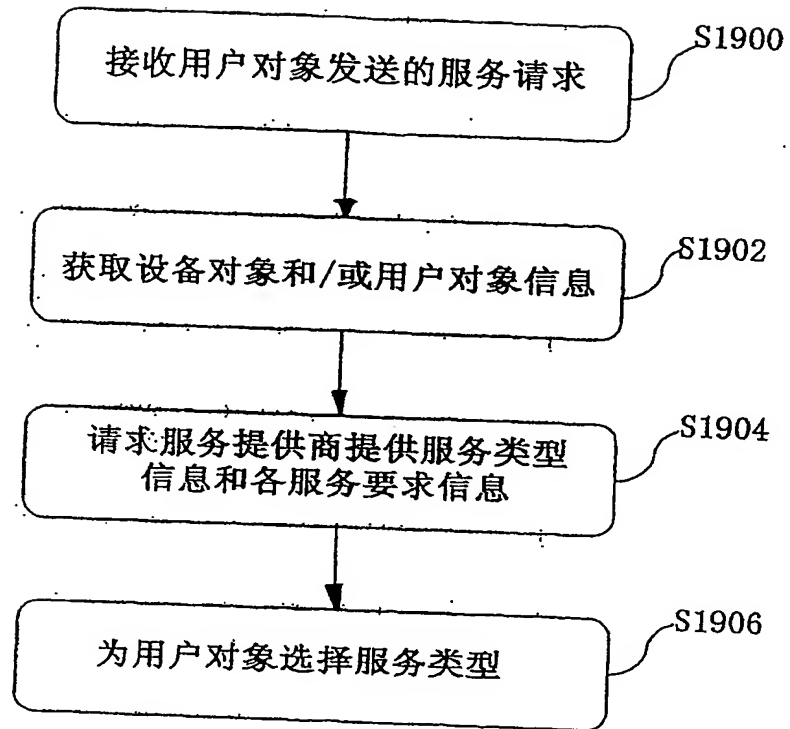 接收用户对象发送的服务请求
S1900
获取设备对象和/或用户对象信息
S1902
请求服务提供商提供服务类型
信息和各服务要求信息
S1904
为用户对象选择服务类型
S1906